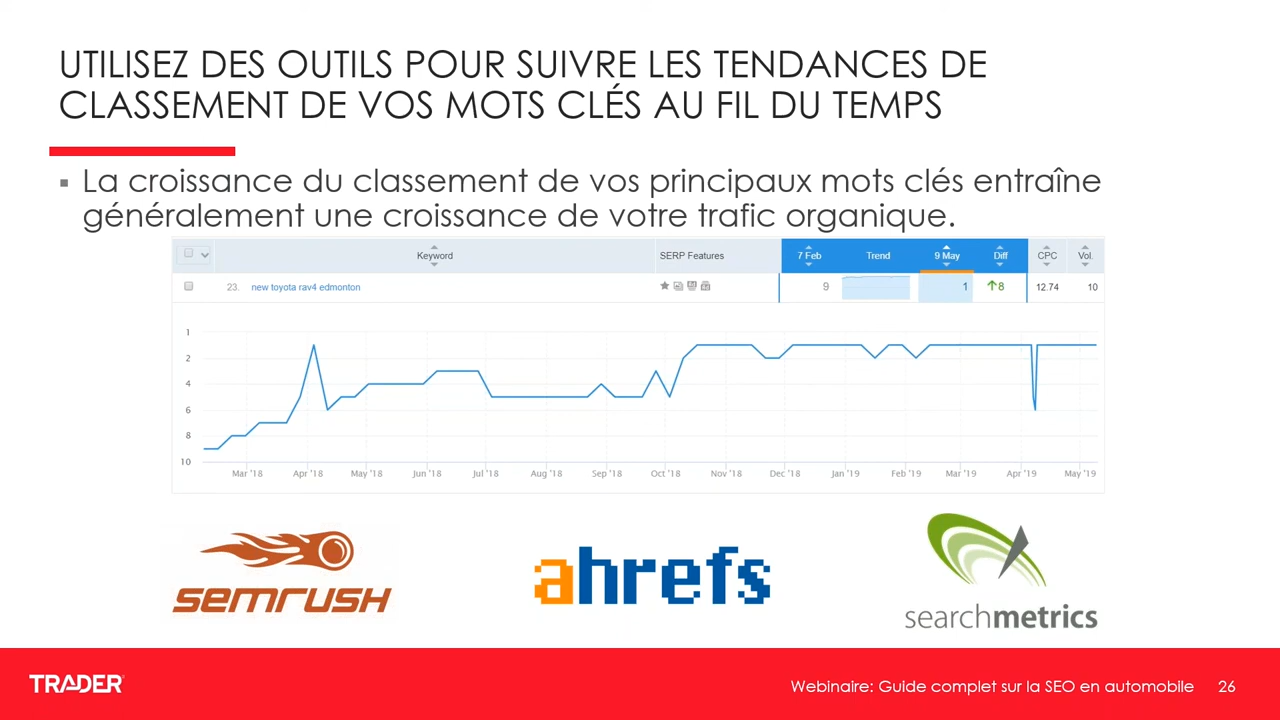 UTILISEZ DES OUTILS POUR SUIVRE LES TENDANCES DE
CLASSEMENT DE VOS MOTS CLÉS AU FIL DU TEMPS
▪ La croissance du classement de vos principaux mots clés entraîne
généralement une croissance de votre trafic organique.
Keyword SERP Features 7 Feb Trend 9 May Diff CPC Vol.
23. new toyota rav4 edmonton 9 1 ↑8 12.74 10
1
2
4
6
8
10
Mar '18 Apr '18 May '18 Jun '18 Jul '18 Aug '18 Sep '18 Oct '18 Nov '18 Dec '18 Jan '19 Feb '19 Mar '19 Apr '19 May '19
semrush ahrefs searchmetrics
TRADER Webinaire: Guide complet sur la SEO en automobile 26